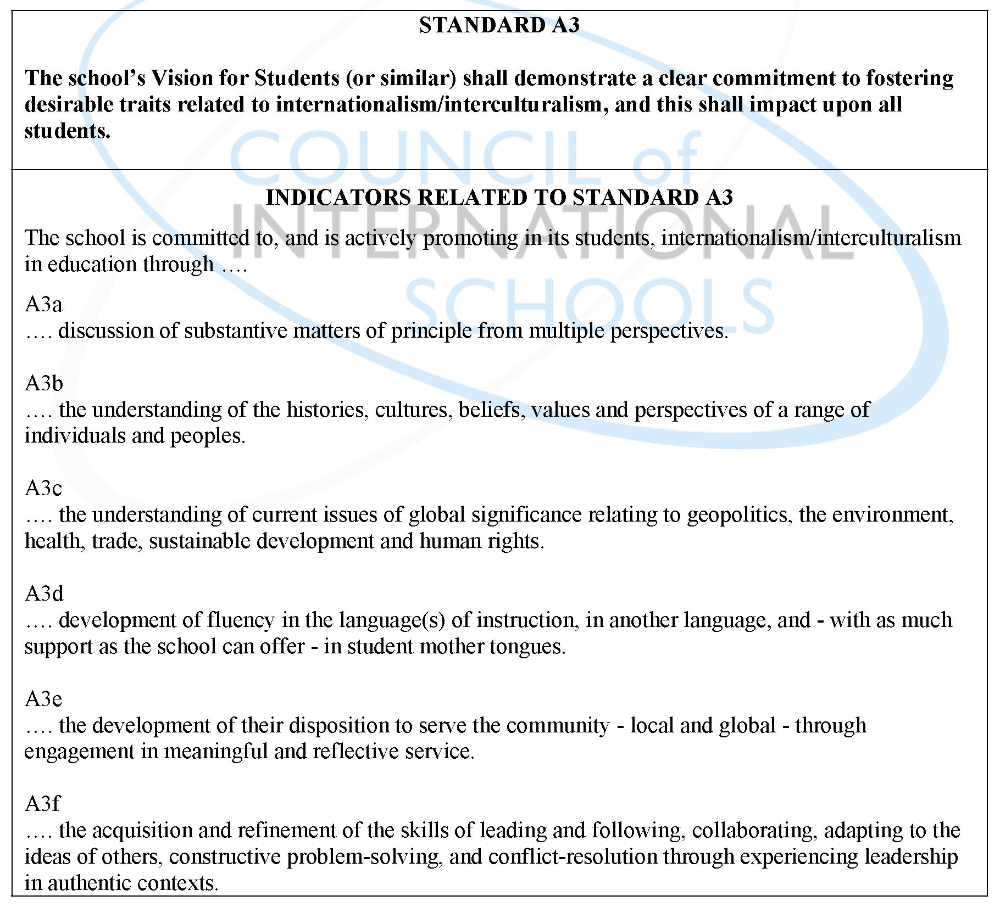 STANDARD A3
The school’s Vision for Students (or similar) shall demonstrate a clear commitment to fostering
desirable traits related to internationalism/interculturalism, and this shall impact upon all
students.
COUNCIL of
INDICATORS RELATED TO STANDARD A3
INTERNATIONAL
The school is committed to, and is actively promoting in its students, internationalism/interculturalism
in education through ….
SCHOOLS
A3a
…. discussion of substantive matters of principle from multiple perspectives.
A3b
…. the understanding of the histories, cultures, beliefs, values and perspectives of a range of
individuals and peoples.
A3c
…. the understanding of current issues of global significance relating to geopolitics, the environment,
health, trade, sustainable development and human rights.
A3d
…. development of fluency in the language(s) of instruction, in another language, and - with as much
support as the school can offer - in student mother tongues.
A3e
…. the development of their disposition to serve the community - local and global - through
engagement in meaningful and reflective service.
A3f
…. the acquisition and refinement of the skills of leading and following, collaborating, adapting to the
ideas of others, constructive problem-solving, and conflict-resolution through experiencing leadership
in authentic contexts.